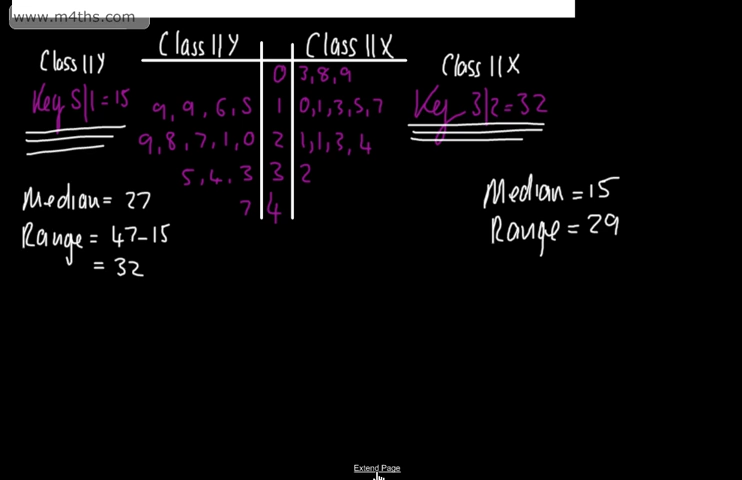 www.m4ths.com
Class 11Y
Key 5|1 = 15
Class 11Y Class 11X
0 3, 8, 9
9, 9, 6, 5 1 0, 1, 3, 5, 7
9, 8, 7, 1, 0 2 1, 1, 3, 4
5, 4, 3 3 2
7 4
Class 11X
Key 3|2 = 32
Median = 27
Range = 47 - 15
= 32
Median = 15
Range = 29
Extend Page